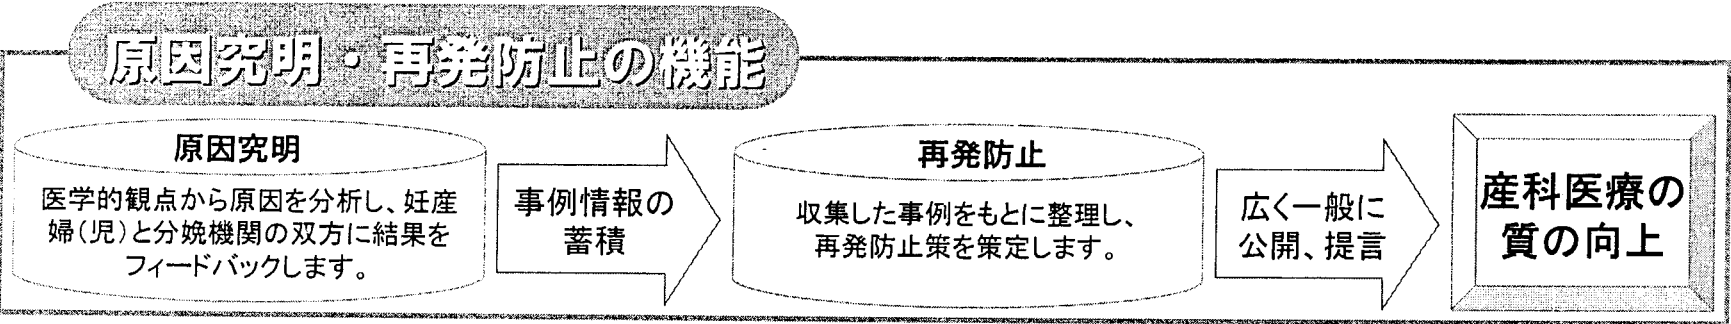 原因究明・再発防止の機能
原因究明
医学的観点から原因を分析し、妊産
婦(児)と分娩機関の双方に結果を
フィードバックします。
事例情報の
蓄積
再発防止
収集した事例をもとに整理し、
再発防止策を策定します。
広く一般に
公開、提言
産科医療の
質の向上